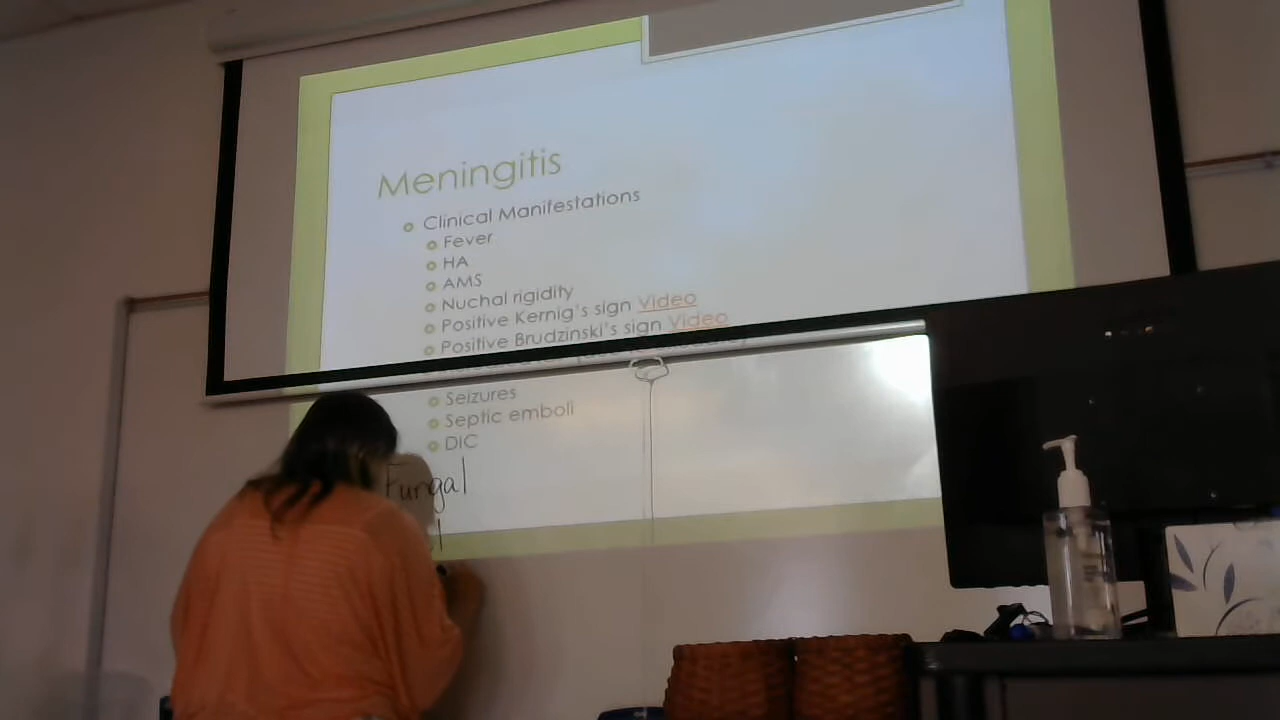 Meningitis
Clinical Manifestations
Fever
HA
AMS
Nuchal rigidity
Positive Kernig's sign Video
Positive Brudzinski's sign Video
Seizures
Septic emboli
DIC
Fungal